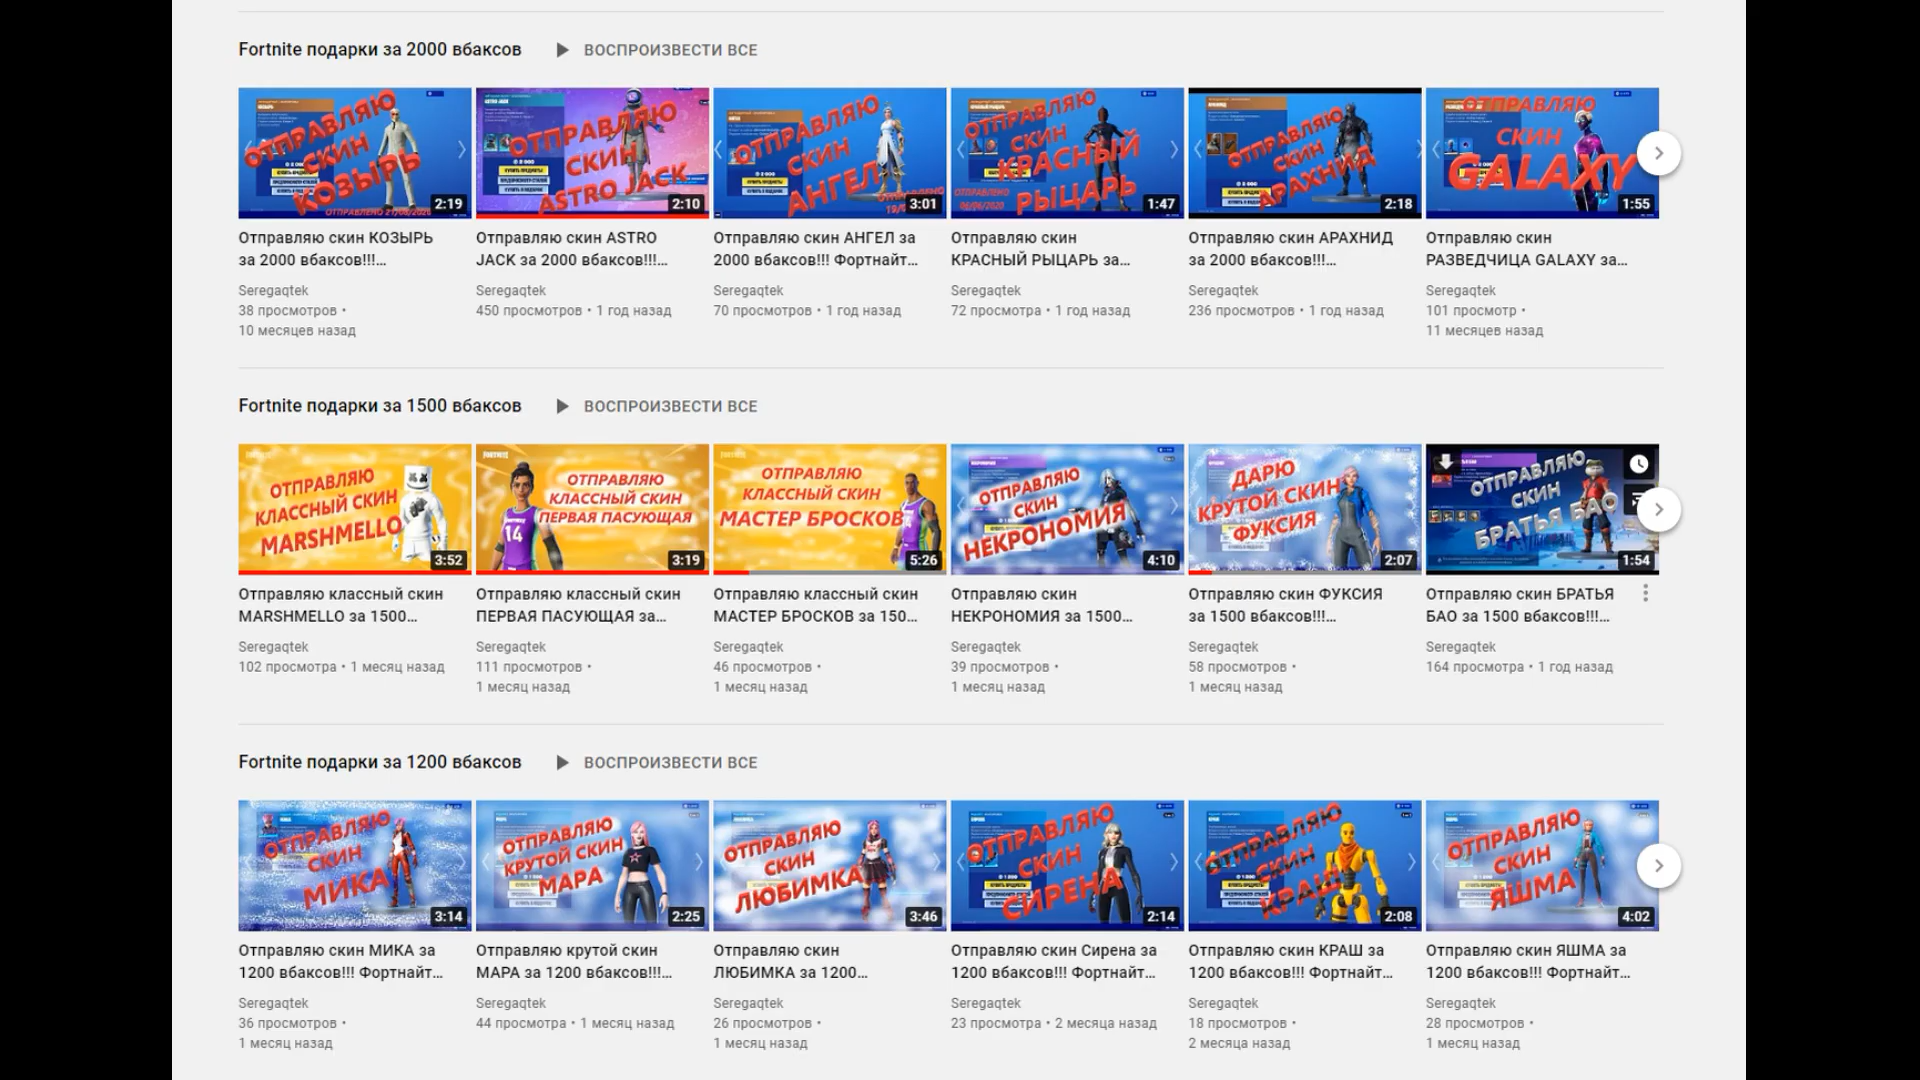 Fortnite подарки за 2000 вбаксов
ВОСПРОИЗВЕСТИ ВСЕ
ОТПРАВЛЯЮ
СКИН
КОЗЫРЬ
2:19
ОТПРАВЛЯЮ
СКИН
ASTRO JACK
2:10
ОТПРАВЛЯЮ
СКИН
АНГЕЛ
3:01
ОТПРАВЛЯЮ
СКИН
КРАСНЫЙ
РЫЦАРЬ
1:47
ОТПРАВЛЯЮ
СКИН
АРАХНИД
2:18
ОТПРАВЛЯЮ
СКИН
GALAXY
1:55
Отправляю скин КОЗЫРЬ
за 2000 вбаксов!!!...
Seregaqtek
38 просмотров •
10 месяцев назад
Отправляю скин ASTRO
JACK за 2000 вбаксов!!!...
Seregaqtek
450 просмотров • 1 год назад
Отправляю скин АНГЕЛ за
2000 вбаксов!!! Фортнайт...
Seregaqtek
70 просмотров • 1 год назад
Отправляю скин
КРАСНЫЙ РЫЦАРЬ за...
Seregaqtek
72 просмотра • 1 год назад
Отправляю скин АРАХНИД
за 2000 вбаксов!!!...
Seregaqtek
236 просмотров • 1 год назад
Отправляю скин
РАЗВЕДЧИЦА GALAXY за...
Seregaqtek
101 просмотр •
11 месяцев назад
Fortnite подарки за 1500 вбаксов
ВОСПРОИЗВЕСТИ ВСЕ
ОТПРАВЛЯЮ
КЛАССНЫЙ СКИН
MARSHMELLO
3:52
ОТПРАВЛЯЮ
КЛАССНЫЙ СКИН
ПЕРВАЯ ПАСУЮЩАЯ
14
3:19
ОТПРАВЛЯЮ
КЛАССНЫЙ СКИН
МАСТЕР БРОСКОВ
5:26
ОТПРАВЛЯЮ
СКИН
НЕКРОНОМИЯ
4:10
ДАРЮ
КРУТОЙ СКИН
ФУКСИЯ
2:07
ОТПРАВЛЯЮ
СКИН
БРАТЬЯ БАО
1:54
Отправляю классный скин
MARSHMELLO за 1500...
Seregaqtek
102 просмотра • 1 месяц назад
Отправляю классный скин
ПЕРВАЯ ПАСУЮЩАЯ за...
Seregaqtek
111 просмотров •
1 месяц назад
Отправляю классный скин
МАСТЕР БРОСКОВ за 150...
Seregaqtek
46 просмотров •
1 месяц назад
Отправляю скин
НЕКРОНОМИЯ за 1500...
Seregaqtek
39 просмотров •
1 месяц назад
Отправляю скин ФУКСИЯ
за 1500 вбаксов!!!...
Seregaqtek
58 просмотров •
1 месяц назад
Отправляю скин БРАТЬЯ
БАО за 1500 вбаксов!!!...
Seregaqtek
164 просмотра • 1 год назад
Fortnite подарки за 1200 вбаксов
ВОСПРОИЗВЕСТИ ВСЕ
ОТПРАВЛЯЮ
СКИН
МИКА
3:14
ОТПРАВЛЯЮ
КРУТОЙ СКИН
МАРА
2:25
ОТПРАВЛЯЮ
СКИН
ЛЮБИМКА
3:46
ОТПРАВЛЯЮ
СКИН
СИРЕНА
2:14
ОТПРАВЛЯЮ
СКИН
КРАШ
2:08
ОТПРАВЛЯЮ
СКИН
ЯШМА
4:02
Отправляю скин МИКА за
1200 вбаксов!!! Фортнайт...
Seregaqtek
36 просмотров •
1 месяц назад
Отправляю крутой скин
МАРА за 1200 вбаксов!!!...
Seregaqtek
44 просмотра • 1 месяц назад
Отправляю скин
ЛЮБИМКА за 1200...
Seregaqtek
26 просмотров •
1 месяц назад
Отправляю скин Сирена за
1200 вбаксов!!! Фортнайт...
Seregaqtek
23 просмотра • 2 месяца назад
Отправляю скин КРАШ за
1200 вбаксов!!! Фортнайт...
Seregaqtek
18 просмотров •
2 месяца назад
Отправляю скин ЯШМА за
1200 вбаксов!!! Фортнайт...
Seregaqtek
28 просмотров •
1 месяц назад